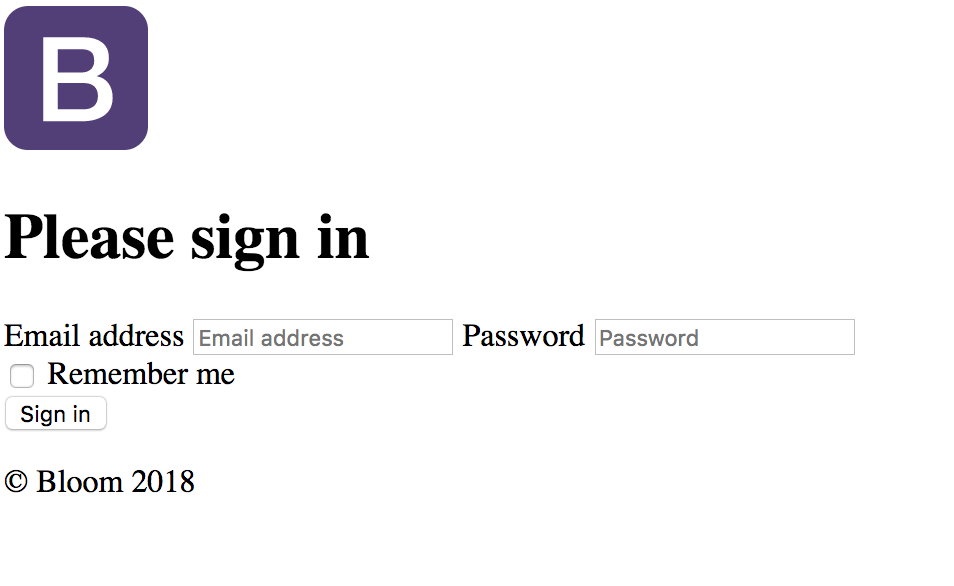 B
Please sign in
Email address Email address Password Password
Remember me
Sign in
© Bloom 2018